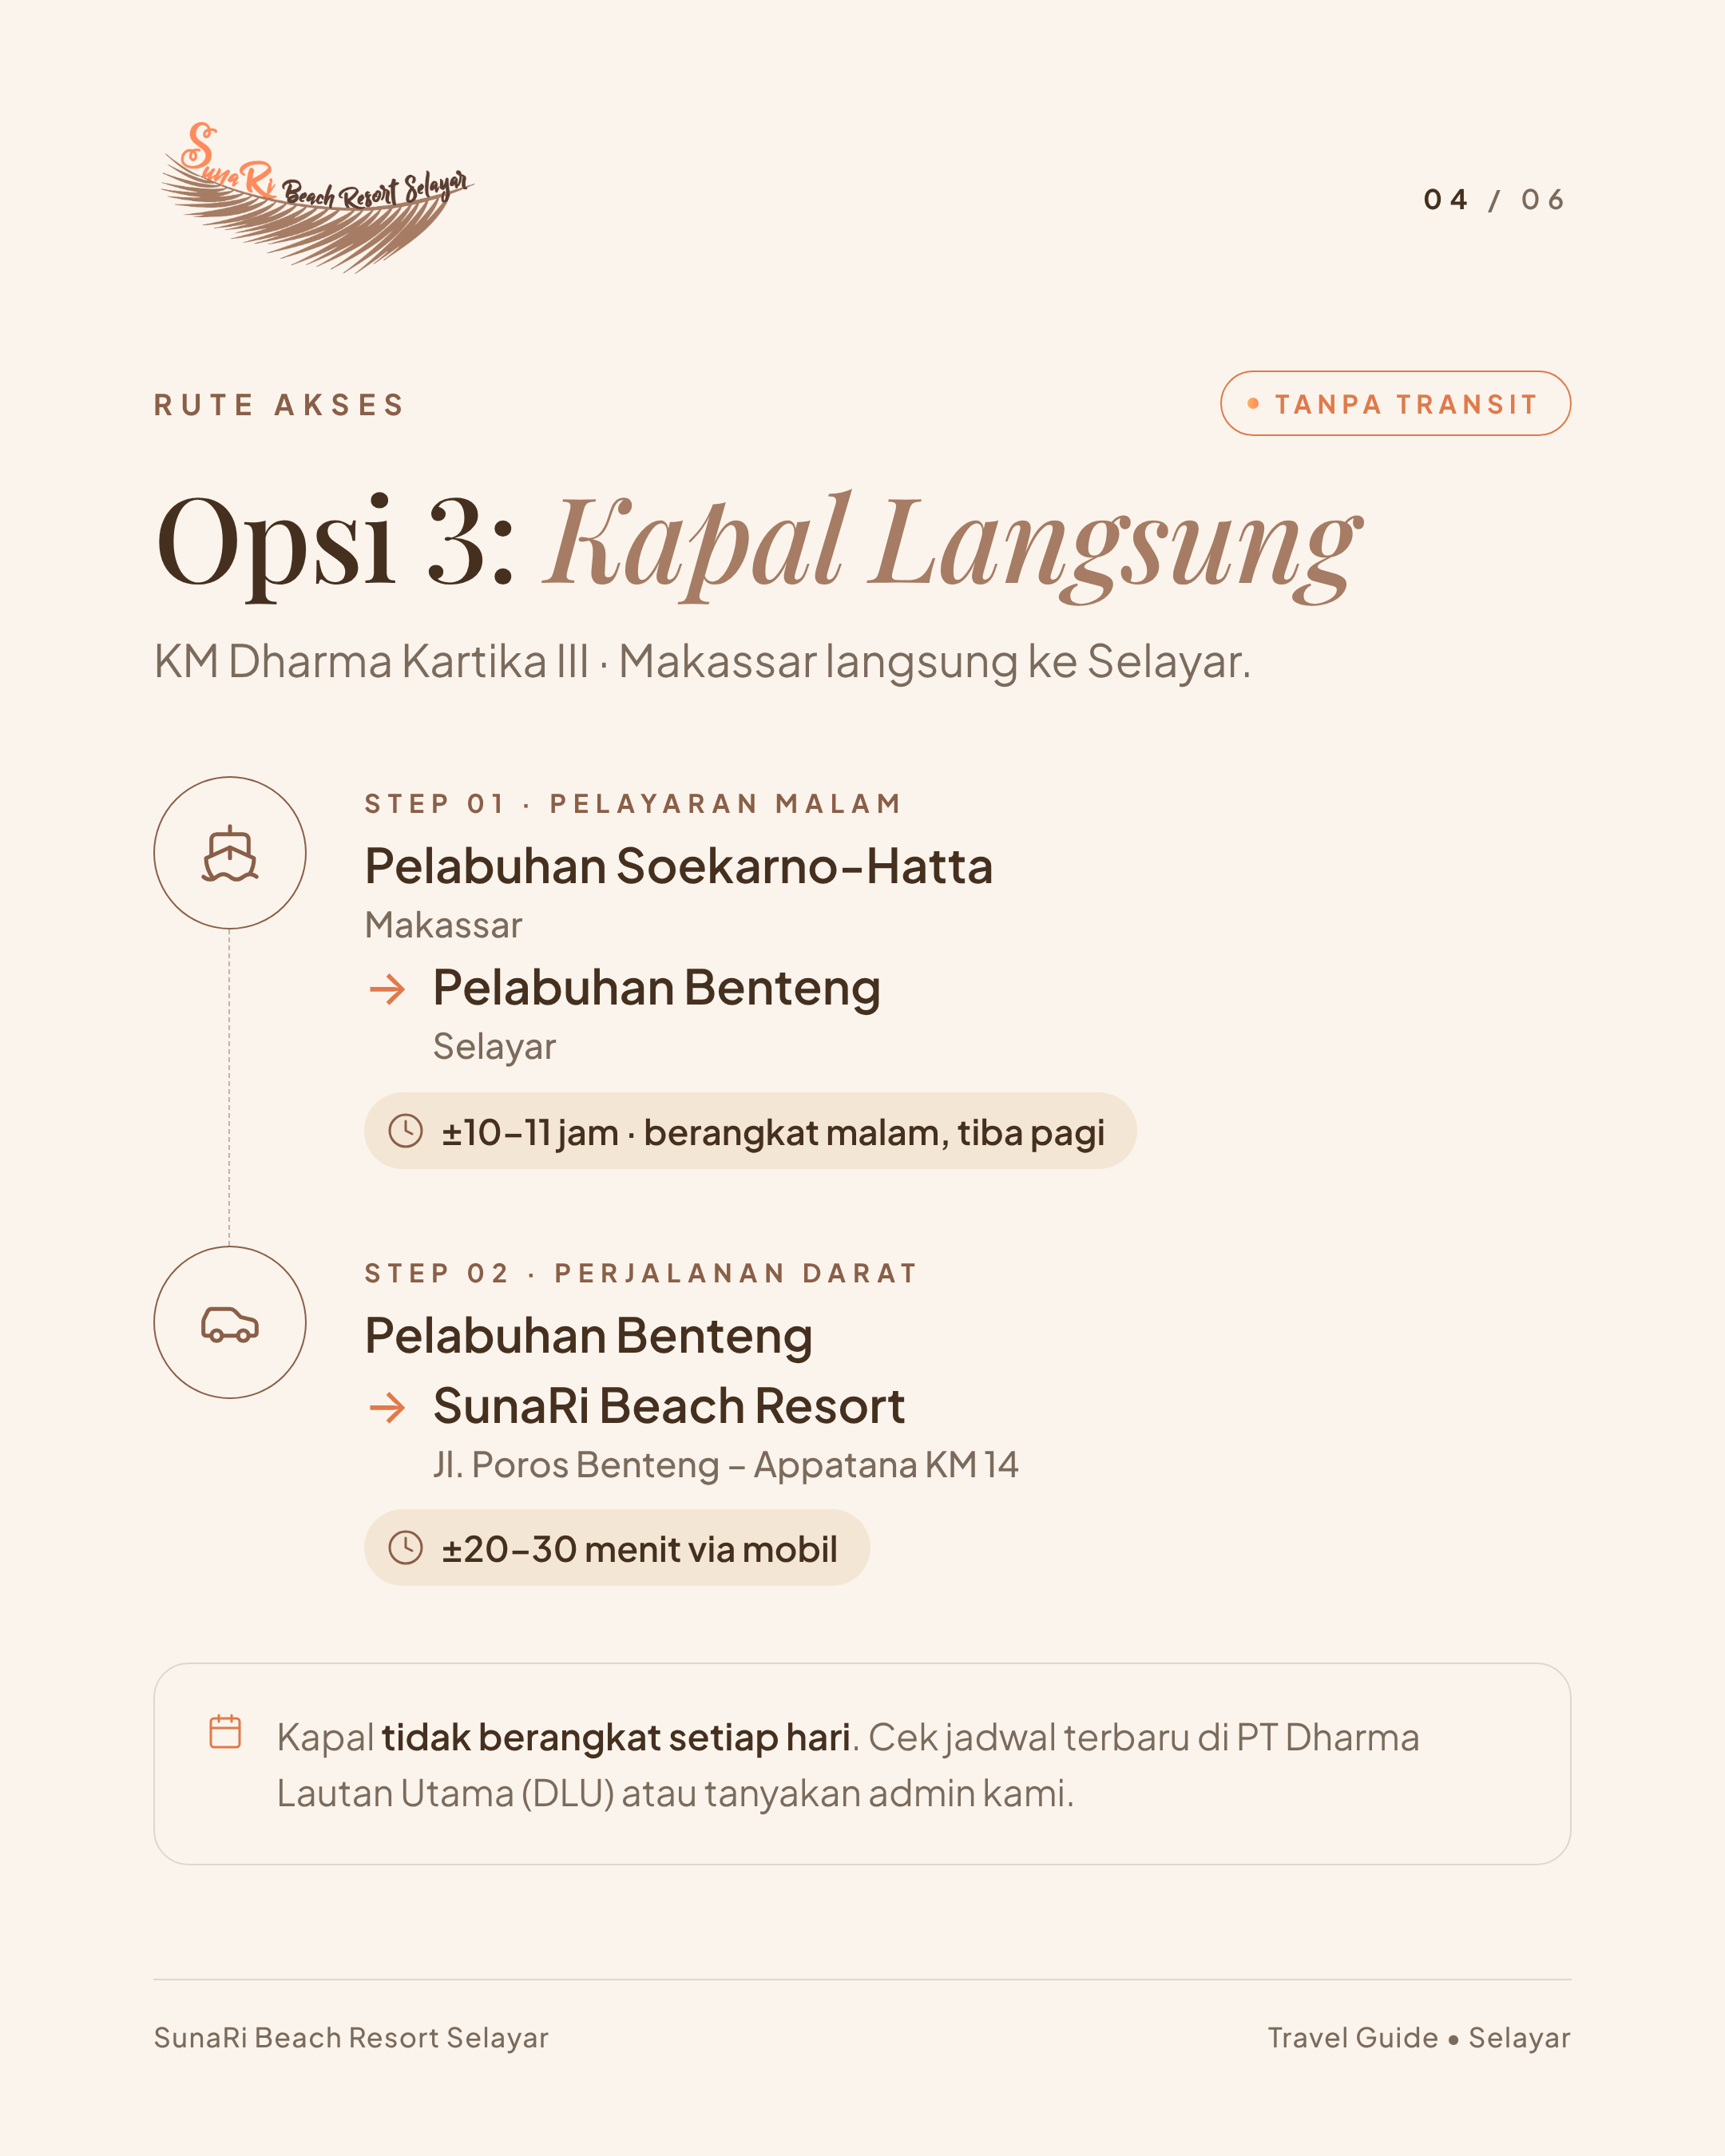 SunaRi Beach Resort Selayar
04 / 06
RUTE AKSES
TANPA TRANSIT
Opsi 3: Kapal Langsung
KM Dharma Kartika III · Makassar langsung ke Selayar.
STEP 01 · PELAYARAN MALAM
Pelabuhan Soekarno-Hatta
Makassar
→ Pelabuhan Benteng
Selayar
±10–11 jam · berangkat malam, tiba pagi
STEP 02 · PERJALANAN DARAT
Pelabuhan Benteng
→ SunaRi Beach Resort
Jl. Poros Benteng – Appatana KM 14
±20–30 menit via mobil
Kapal tidak berangkat setiap hari. Cek jadwal terbaru di PT Dharma
Lautan Utama (DLU) atau tanyakan admin kami.
SunaRi Beach Resort Selayar
Travel Guide • Selayar